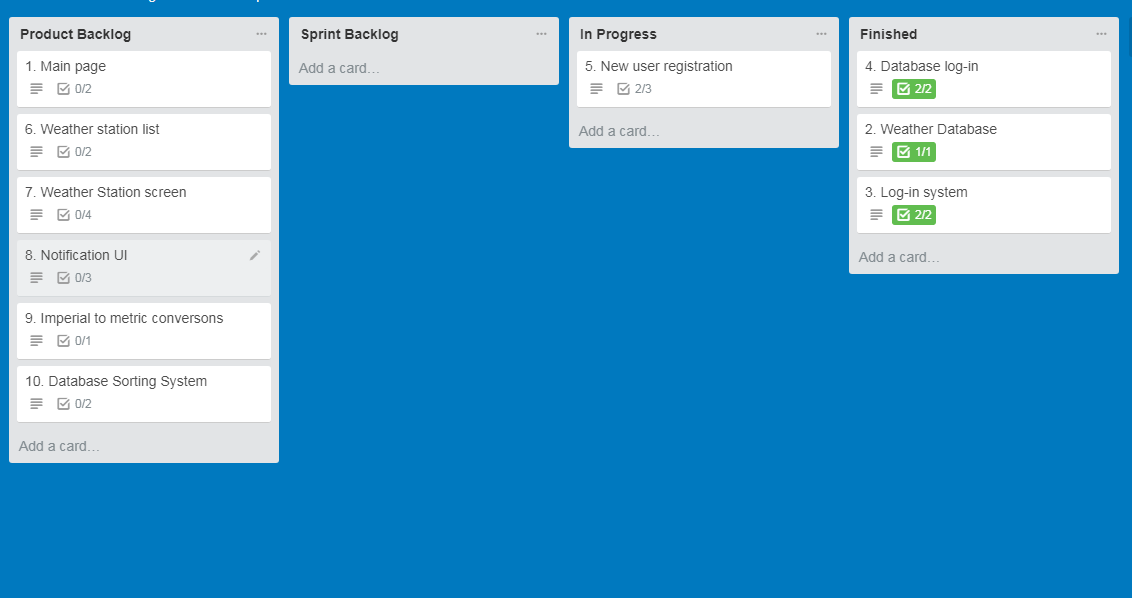 Product Backlog
1. Main page
0/2
6. Weather station list
0/2
7. Weather Station screen
0/4
8. Notification UI
0/3
9. Imperial to metric conversons
0/1
10. Database Sorting System
0/2
Add a card…
Sprint Backlog
Add a card…
In Progress
5. New user registration
2/3
Add a card…
Finished
4. Database log-in
2/2
2. Weather Database
1/1
3. Log-in system
2/2
Add a card…